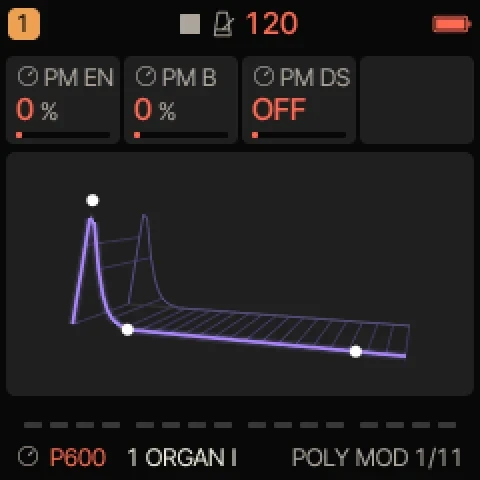 1 120
PM EN PM B PM DS
0 % 0 % OFF
P600 1 ORGAN I POLY MOD 1/11